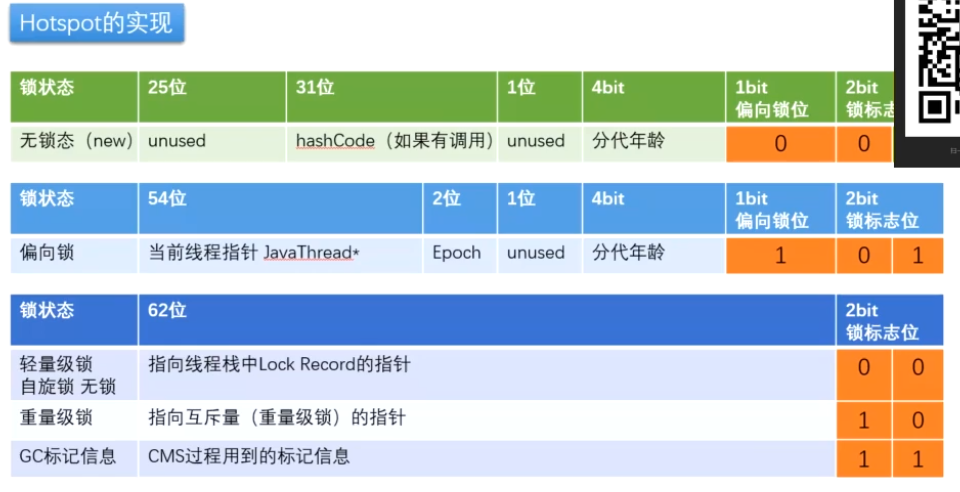 Hotspot的实现
锁状态 25位 31位 1位 4bit 1bit 2bit
偏向锁位 锁标志
无锁态（new） unused hashCode（如果有调用） unused 分代年龄 0 0
锁状态 54位 2位 1位 4bit 1bit 2bit
偏向锁位 锁标志位
偏向锁 当前线程指针 JavaThread* Epoch unused 分代年龄 1 0 1
锁状态 62位 2bit
锁标志位
轻量级锁 指向线程栈中Lock Record的指针 0 0
自旋锁 无锁
重量级锁 指向互斥量（重量级锁）的指针 1 0
GC标记信息 CMS过程用到的标记信息 1 1